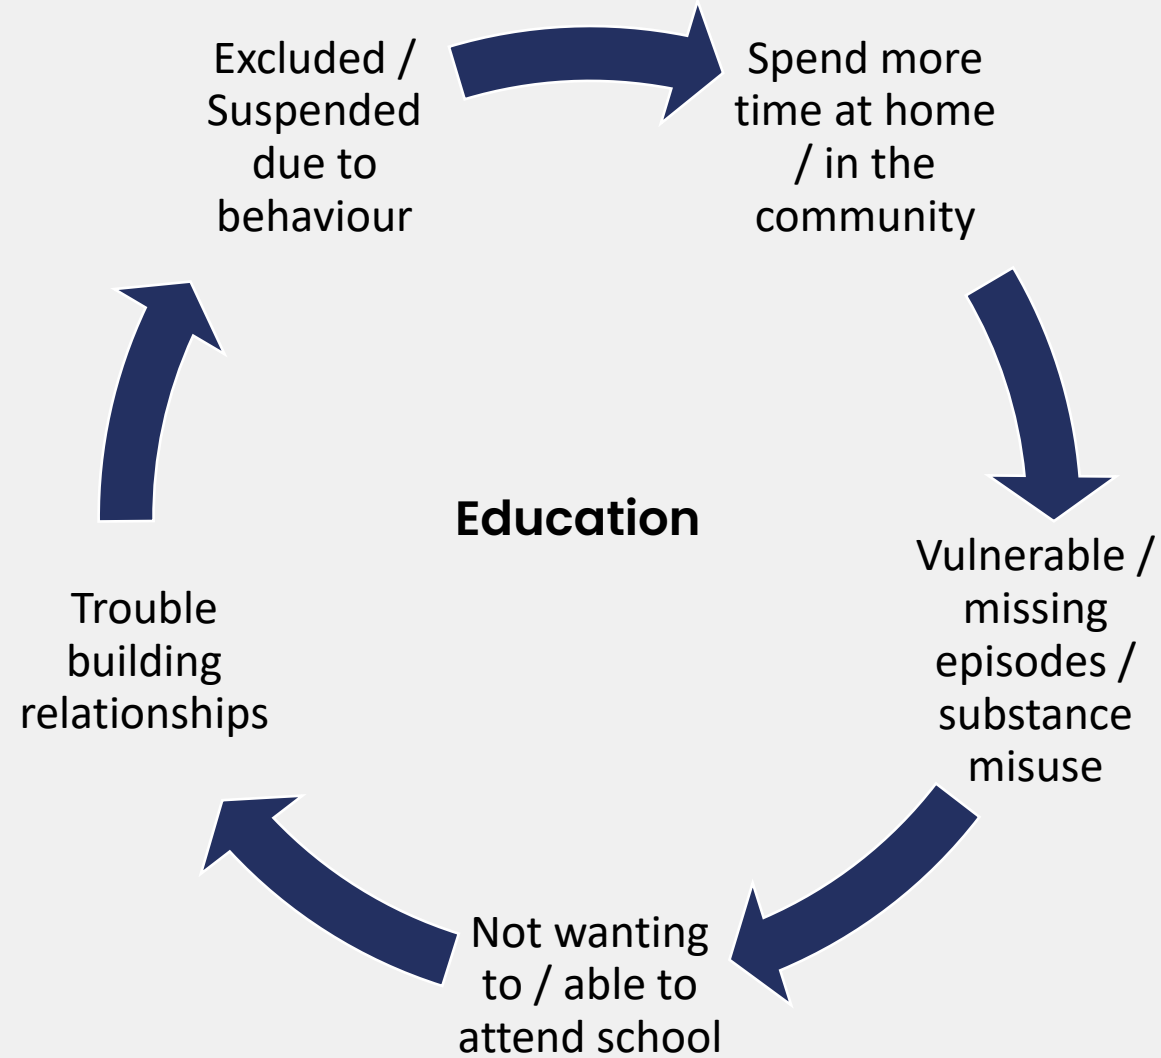 Excluded /
Suspended
due to
behaviour
Spend more
time at home
/ in the
community
Vulnerable /
missing
episodes /
substance
misuse
Not wanting
to / able to
attend school
Trouble
building
relationships
Education